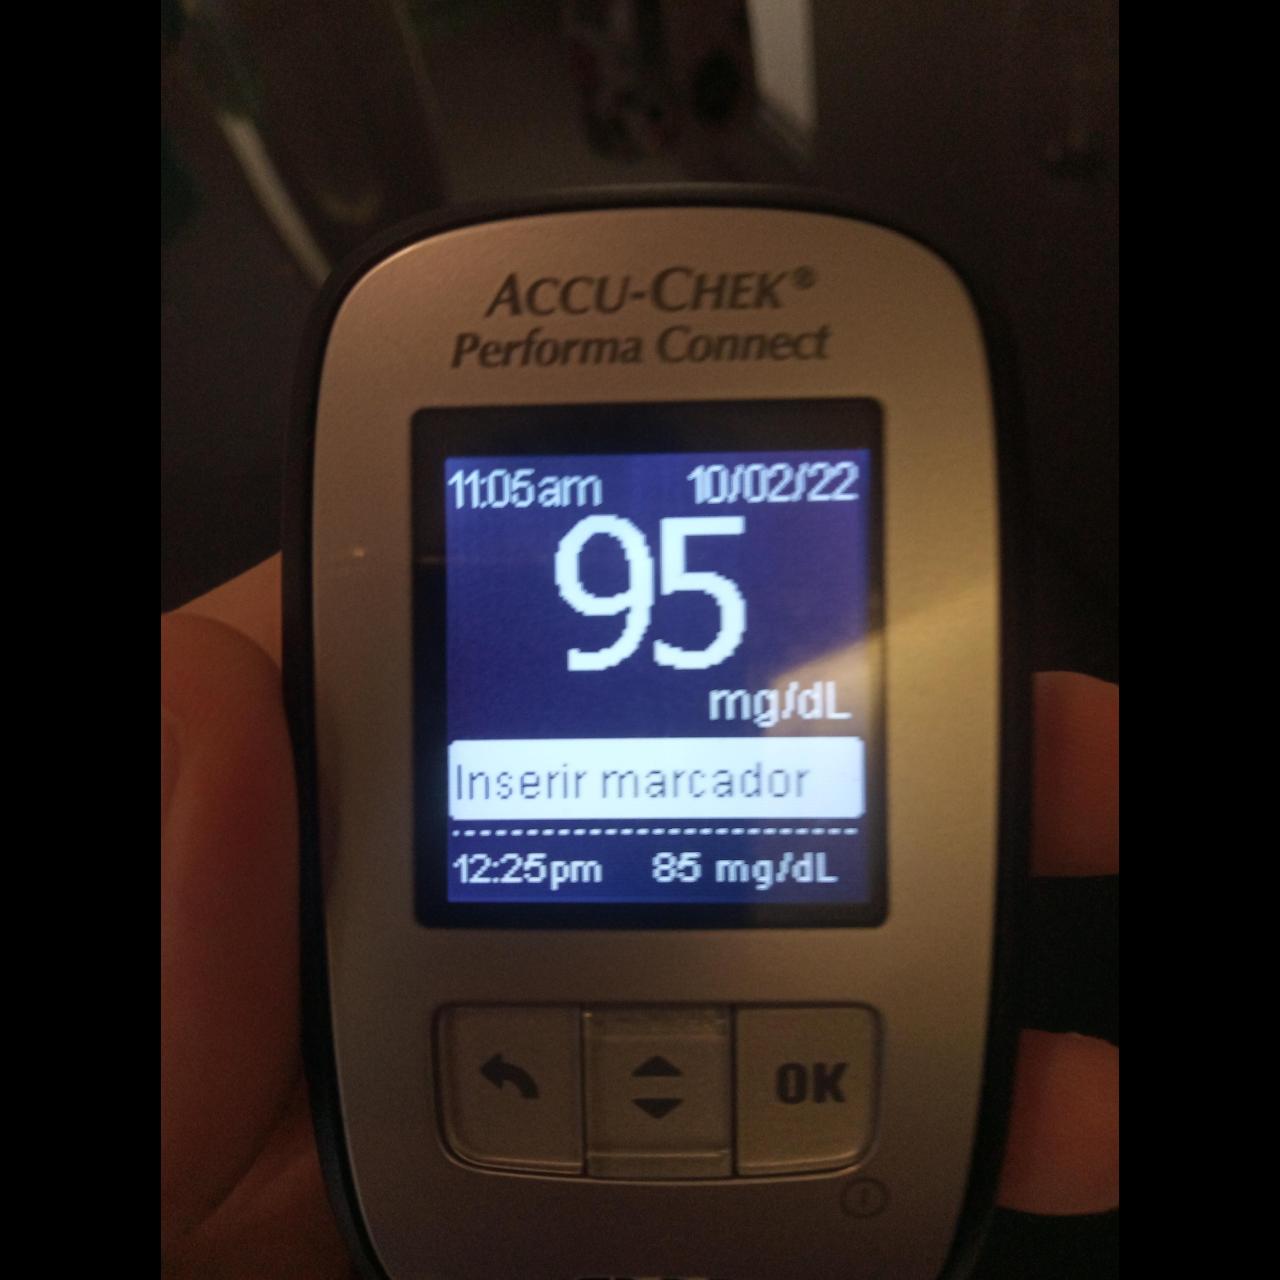 ACCU-CHEK®
Performa Connect
11:05am 10/02/22
95
mg/dL
Inserir marcador
12:25pm 85 mg/dL
OK